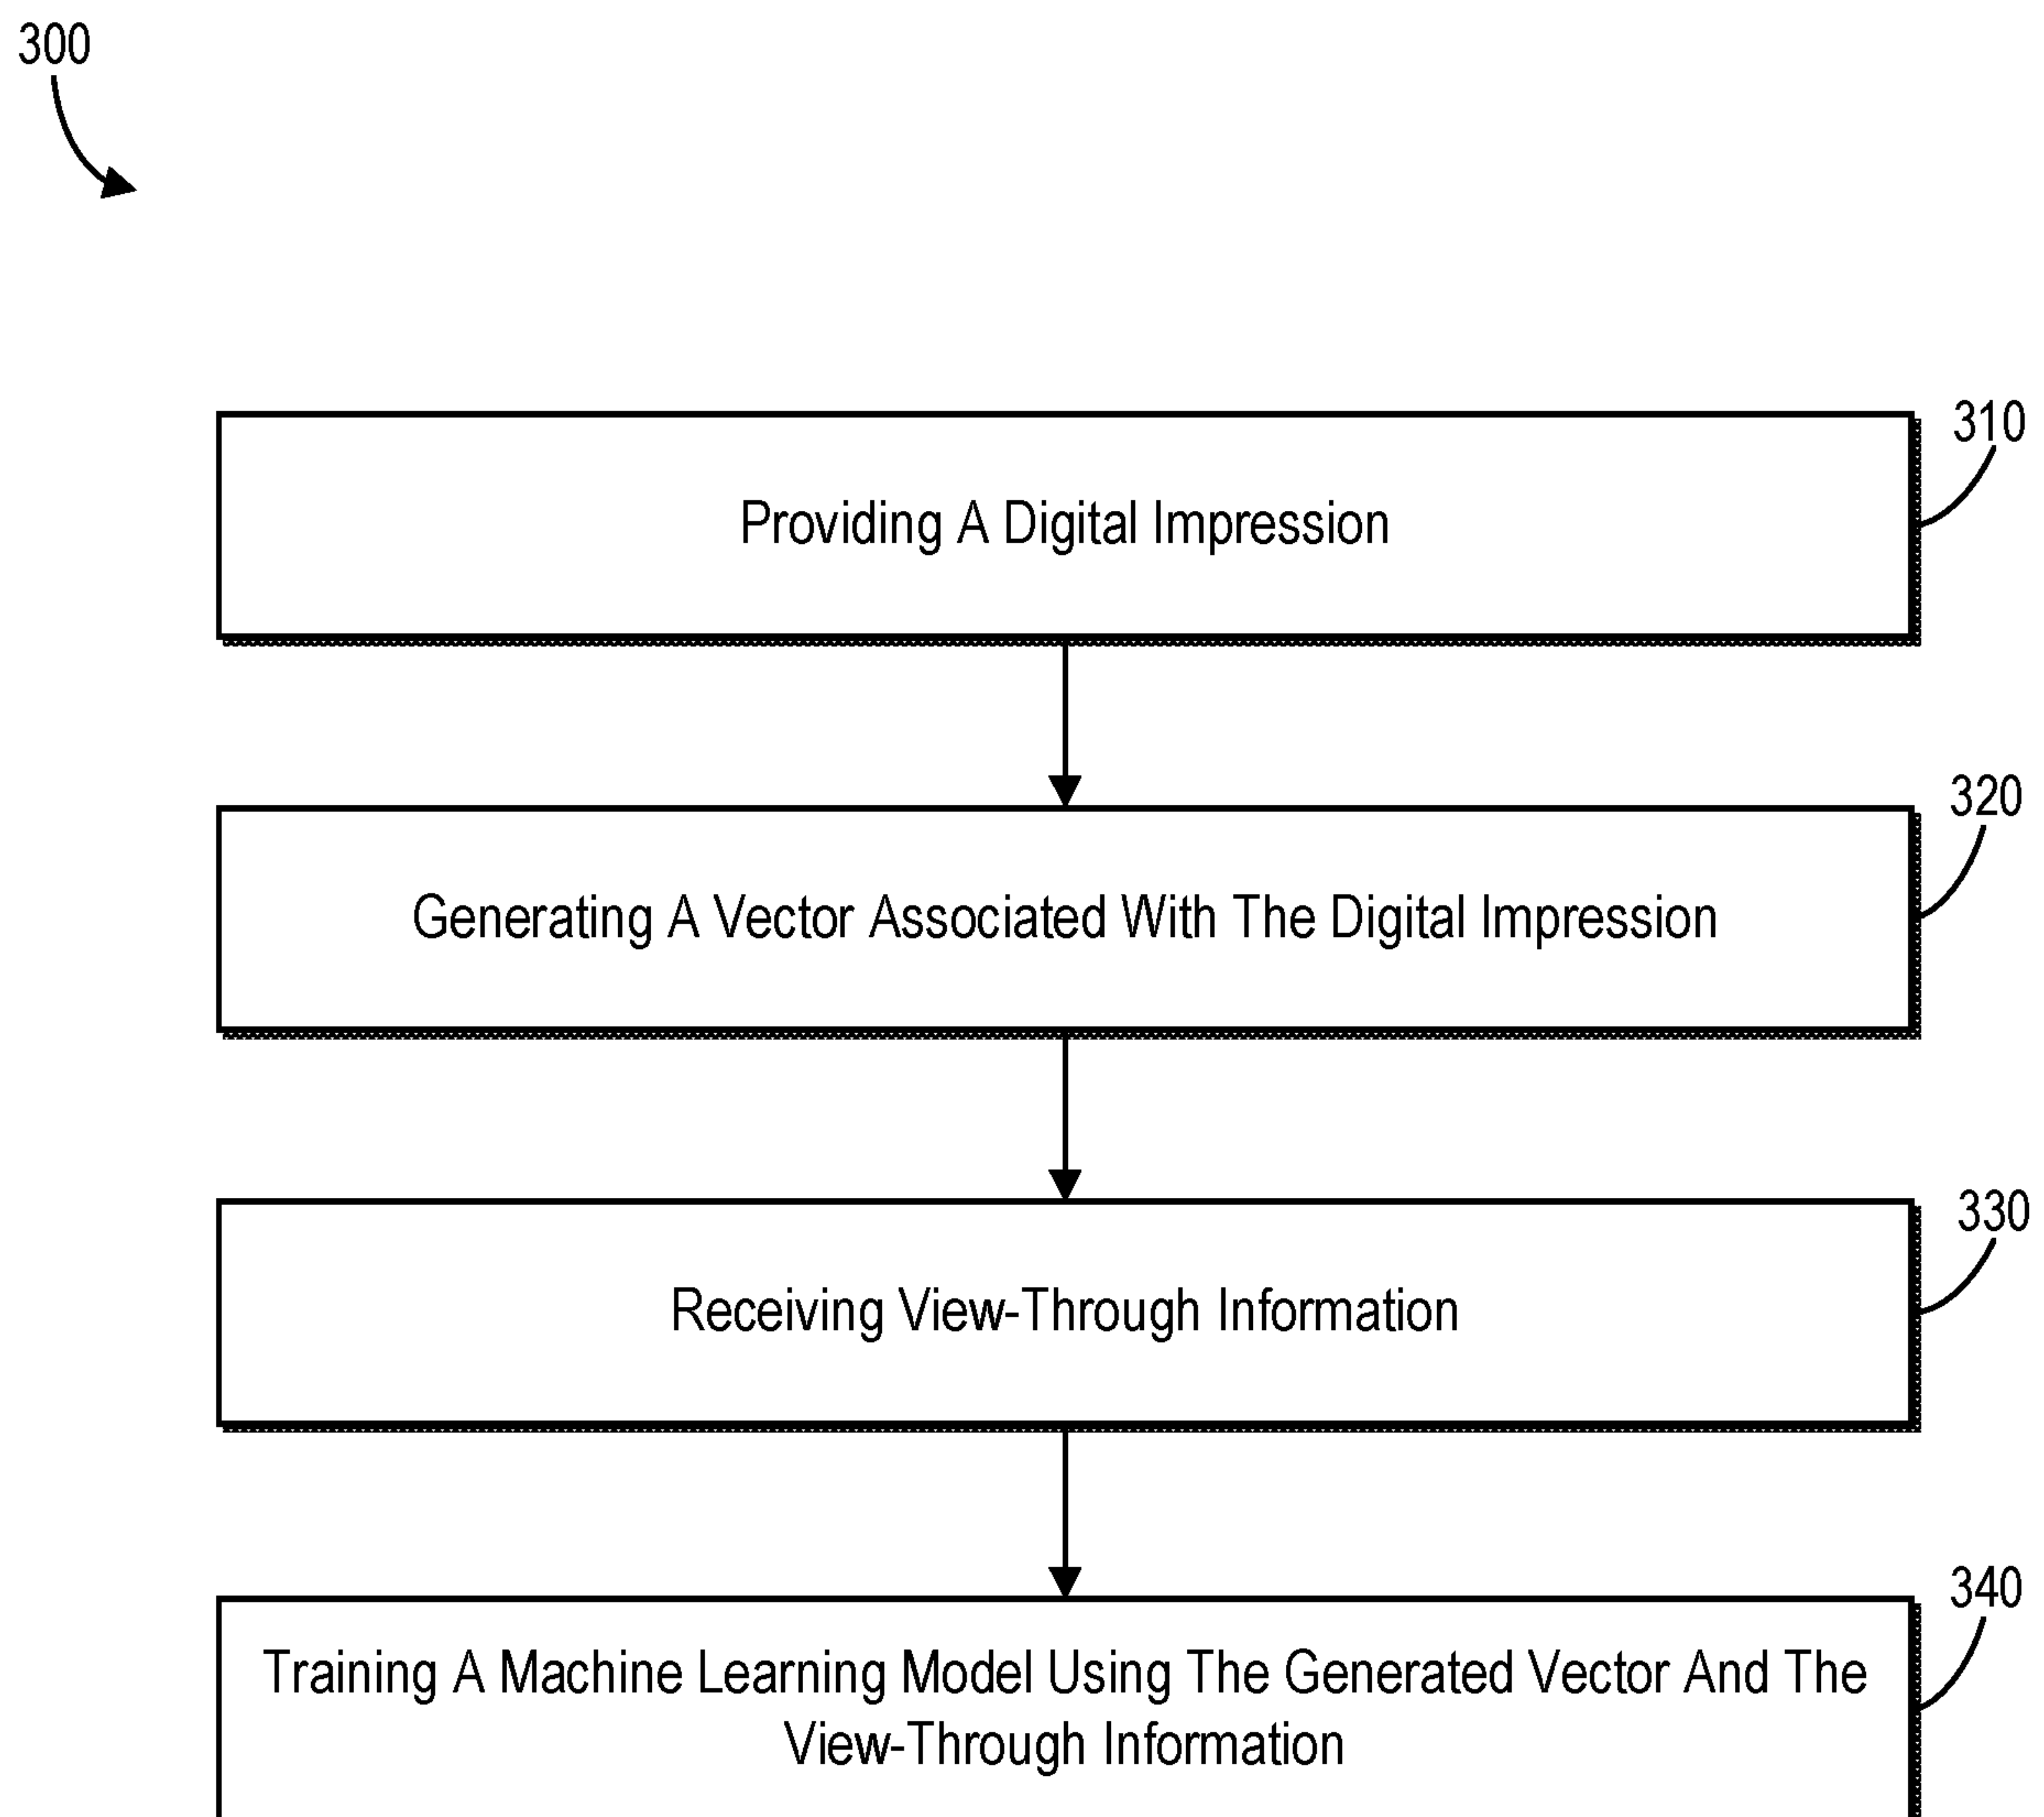 300
310
Providing A Digital Impression
320
Generating A Vector Associated With The Digital Impression
330
Receiving View-Through Information
340
Training A Machine Learning Model Using The Generated Vector And The
View-Through Information